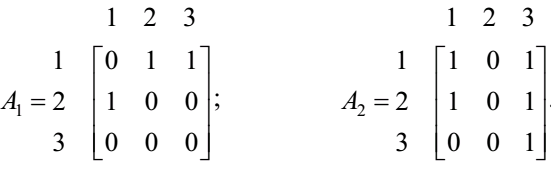 1 2 3 1 2 3
1 0 1 1 1 1 0 1
A₁ = 2 1 0 0 ; A₂ = 2 1 0 1 .
3 0 0 0 3 0 0 1